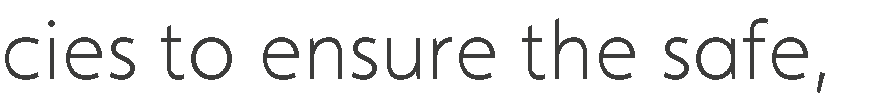 cies to ensure the safe,